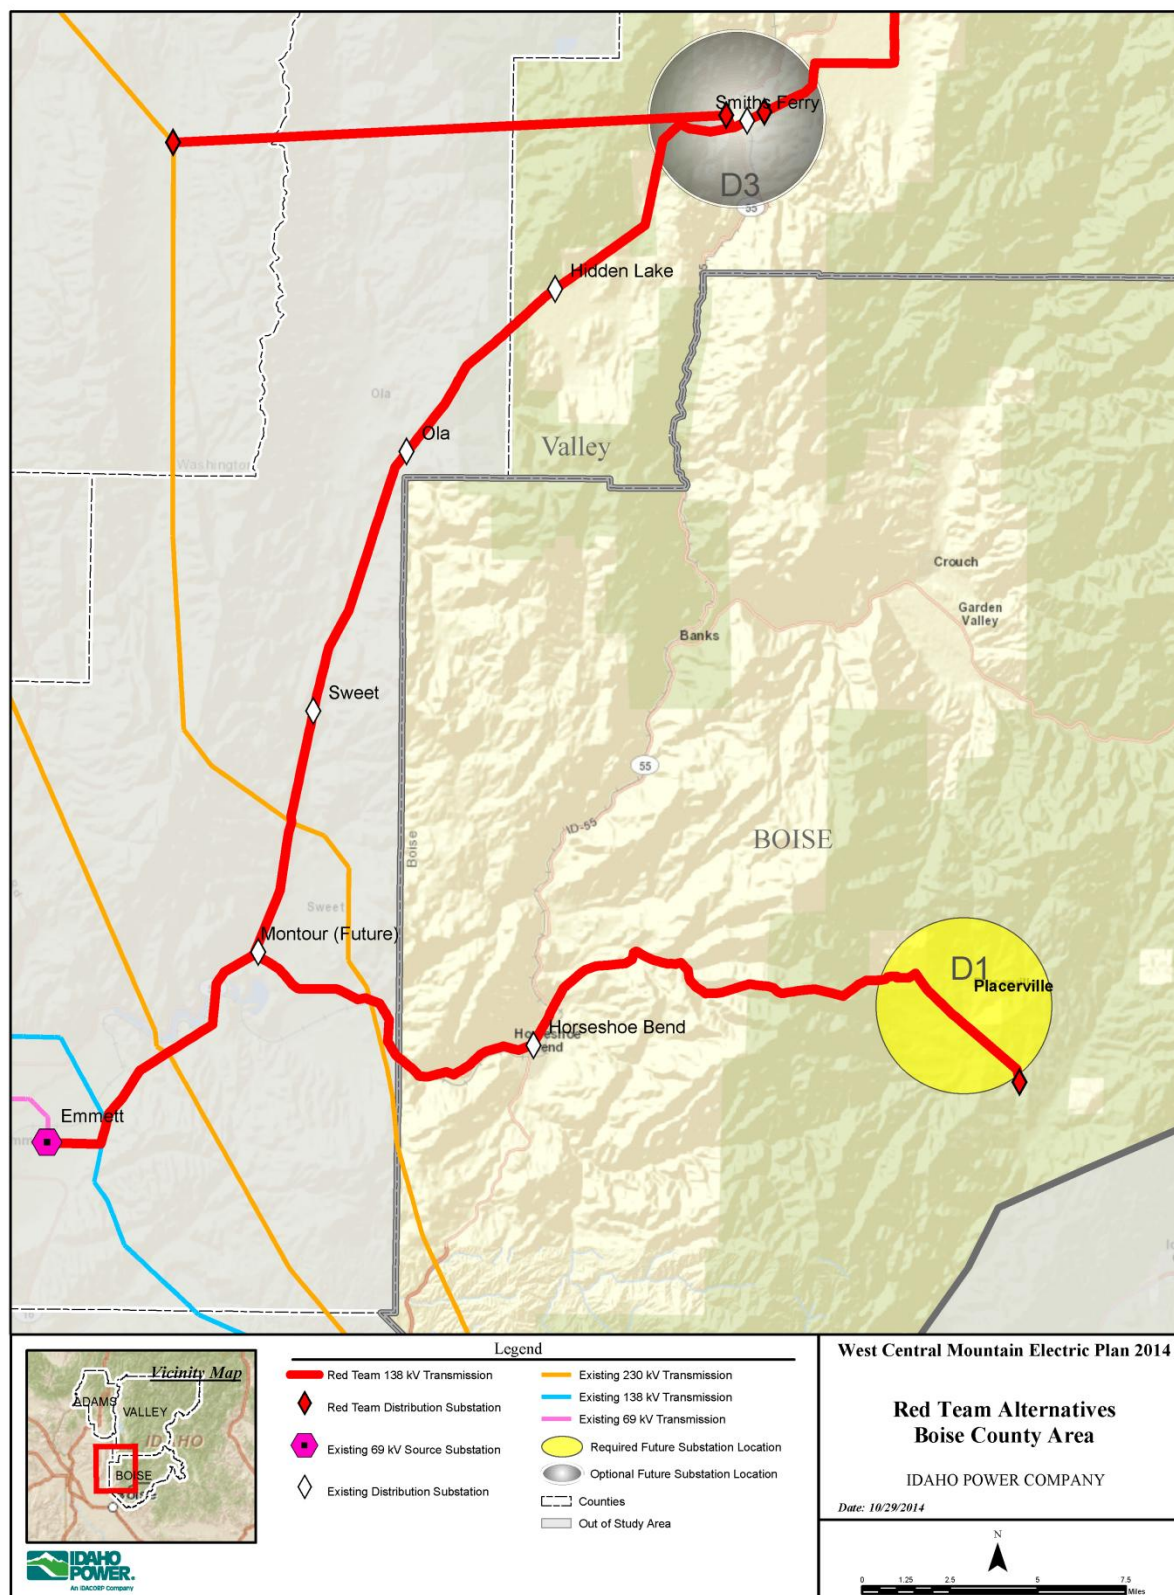 Smiths Ferry
D3
55
Hidden Lake
Ola
Ola
Washington
Valley
Crouch
Garden
Valley
Banks
Sweet
55
ID-55
Boise
BOISE
Sweet
Montour (Future)
D1
Placerville
Horseshoe Bend
Emmett
Legend
Red Team 138 kV Transmission
Red Team Distribution Substation
Existing 69 kV Source Substation
Existing Distribution Substation
Existing 230 kV Transmission
Existing 138 kV Transmission
Existing 69 kV Transmission
Required Future Substation Location
Optional Future Substation Location
Counties
Out of Study Area
Vicinity Map
ADAMS
VALLEY
IDAHO
BOISE
IDAHO
POWER.
An IDACORP Company
West Central Mountain Electric Plan 2014
Red Team Alternatives
Boise County Area
IDAHO POWER COMPANY
Date: 10/29/2014
N
0 1.25 2.5 5 7.5
Miles